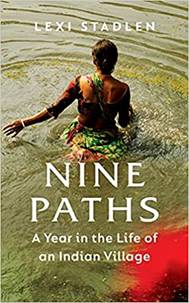 LEXI STADLEN
NINE
PATHS
A Year in the Life of
an Indian Village